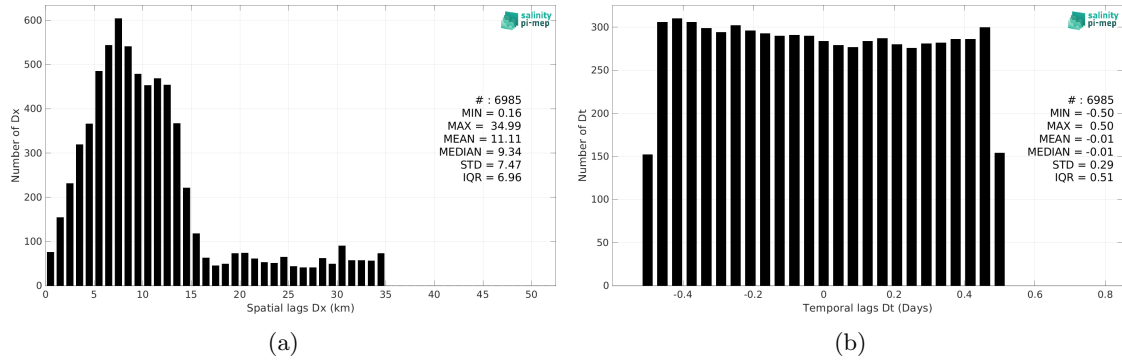 salinity
pi-mep
600
500
400
300
200
100
0
Number of Dx
# : 6985
MIN = 0.16
MAX = 34.99
MEAN = 11.11
MEDIAN = 9.34
STD = 7.47
IQR = 6.96
0 5 10 15 20 25 30 35 40 45 50
Spatial lags Dx (km)
(a)
salinity
pi-mep
300
250
200
150
100
50
0
Number of Dt
# : 6985
MIN = -0.50
MAX = 0.50
MEAN = -0.01
MEDIAN = -0.01
STD = 0.29
IQR = 0.51
-0.4 -0.2 0 0.2 0.4 0.6 0.8
Temporal lags Dt (Days)
(b)